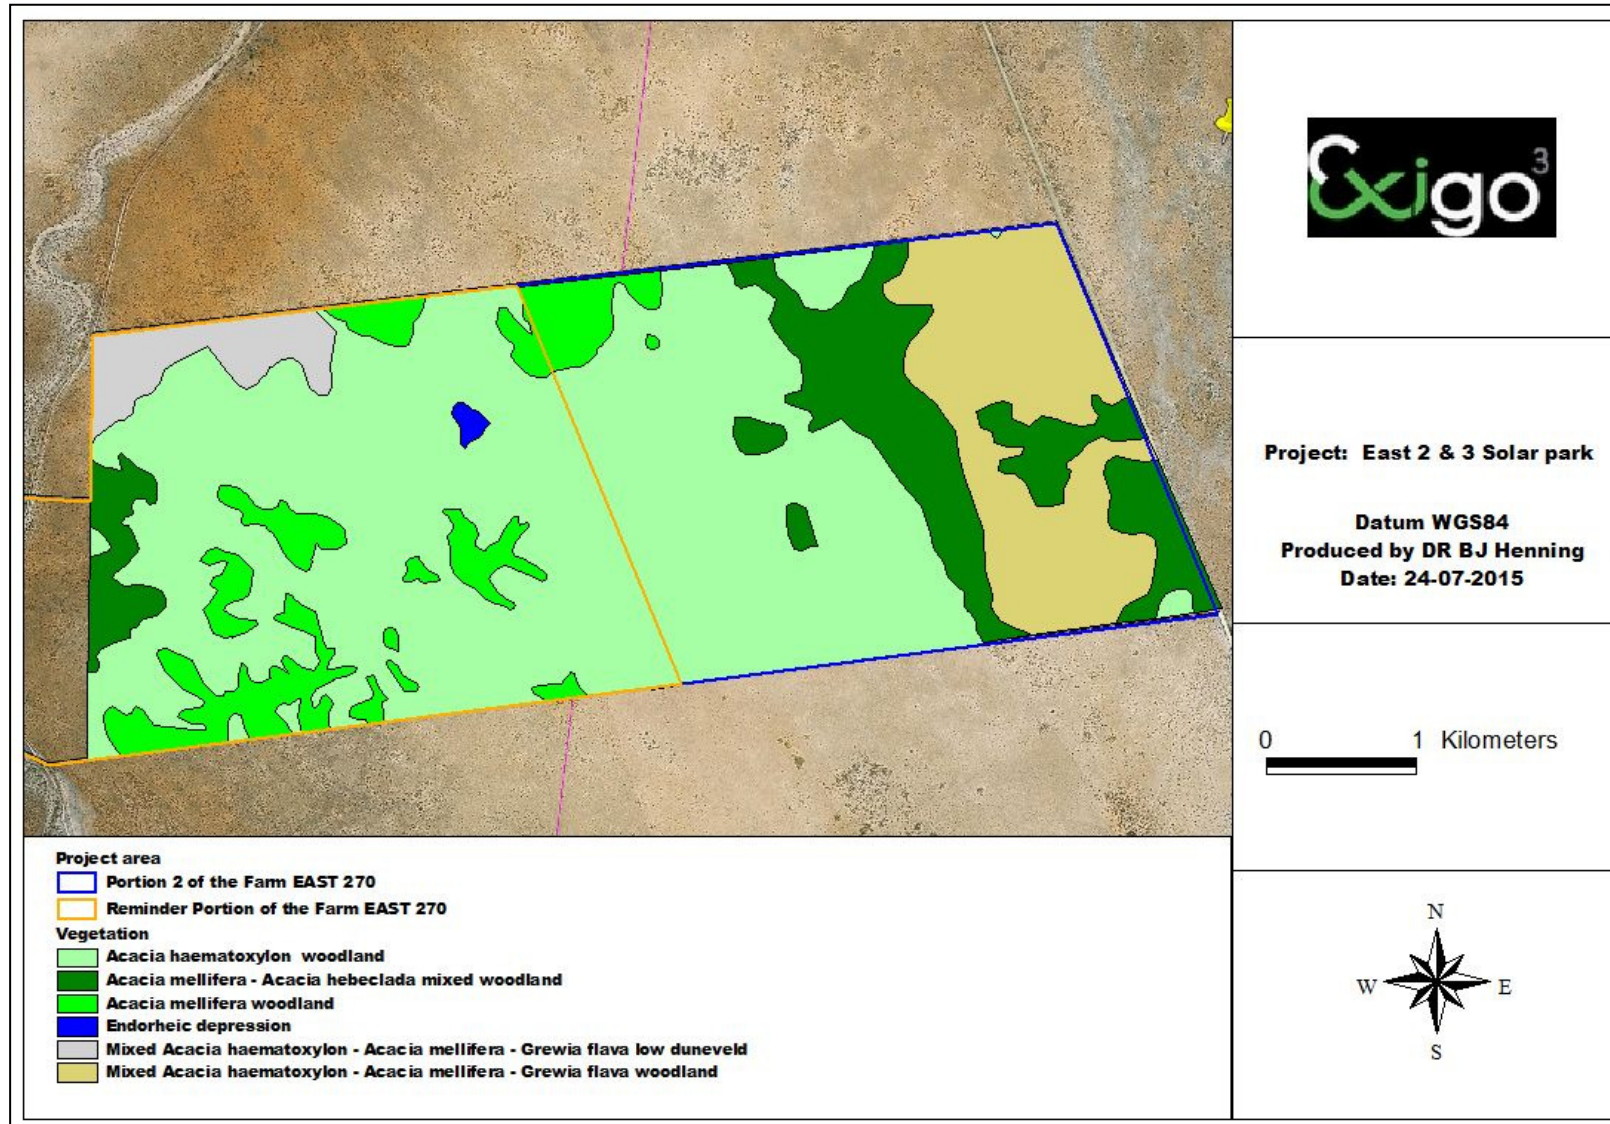 Exigo3
Project: East 2 & 3 Solar park
Datum WGS84
Produced by DR BJ Henning
Date: 24-07-2015
0 1 Kilometers
N
W E
S
Project area
Portion 2 of the Farm EAST 270
Reminder Portion of the Farm EAST 270
Vegetation
Acacia haematoxylon woodland
Acacia mellifera - Acacia hebeclada mixed woodland
Acacia mellifera woodland
Endorheic depression
Mixed Acacia haematoxylon - Acacia mellifera - Grewia flava low duneveld
Mixed Acacia haematoxylon - Acacia mellifera - Grewia flava woodland